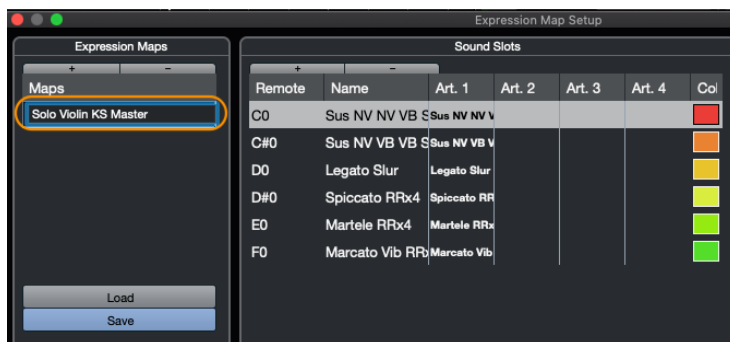 Expression Map Setup
Expression Maps
Sound Slots
+ −
+ −
Maps
Remote Name Art. 1 Art. 2 Art. 3 Art. 4 Col
Solo Violin KS Master
C0 Sus NV NV VB S Sus NV NV V
C#0 Sus NV VB VB S Sus NV VB V
D0 Legato Slur Legato Slur
D#0 Spiccato RRx4 Spiccato RR
E0 Martele RRx4 Martele RRx
F0 Marcato Vib RR Marcato Vib
Load
Save